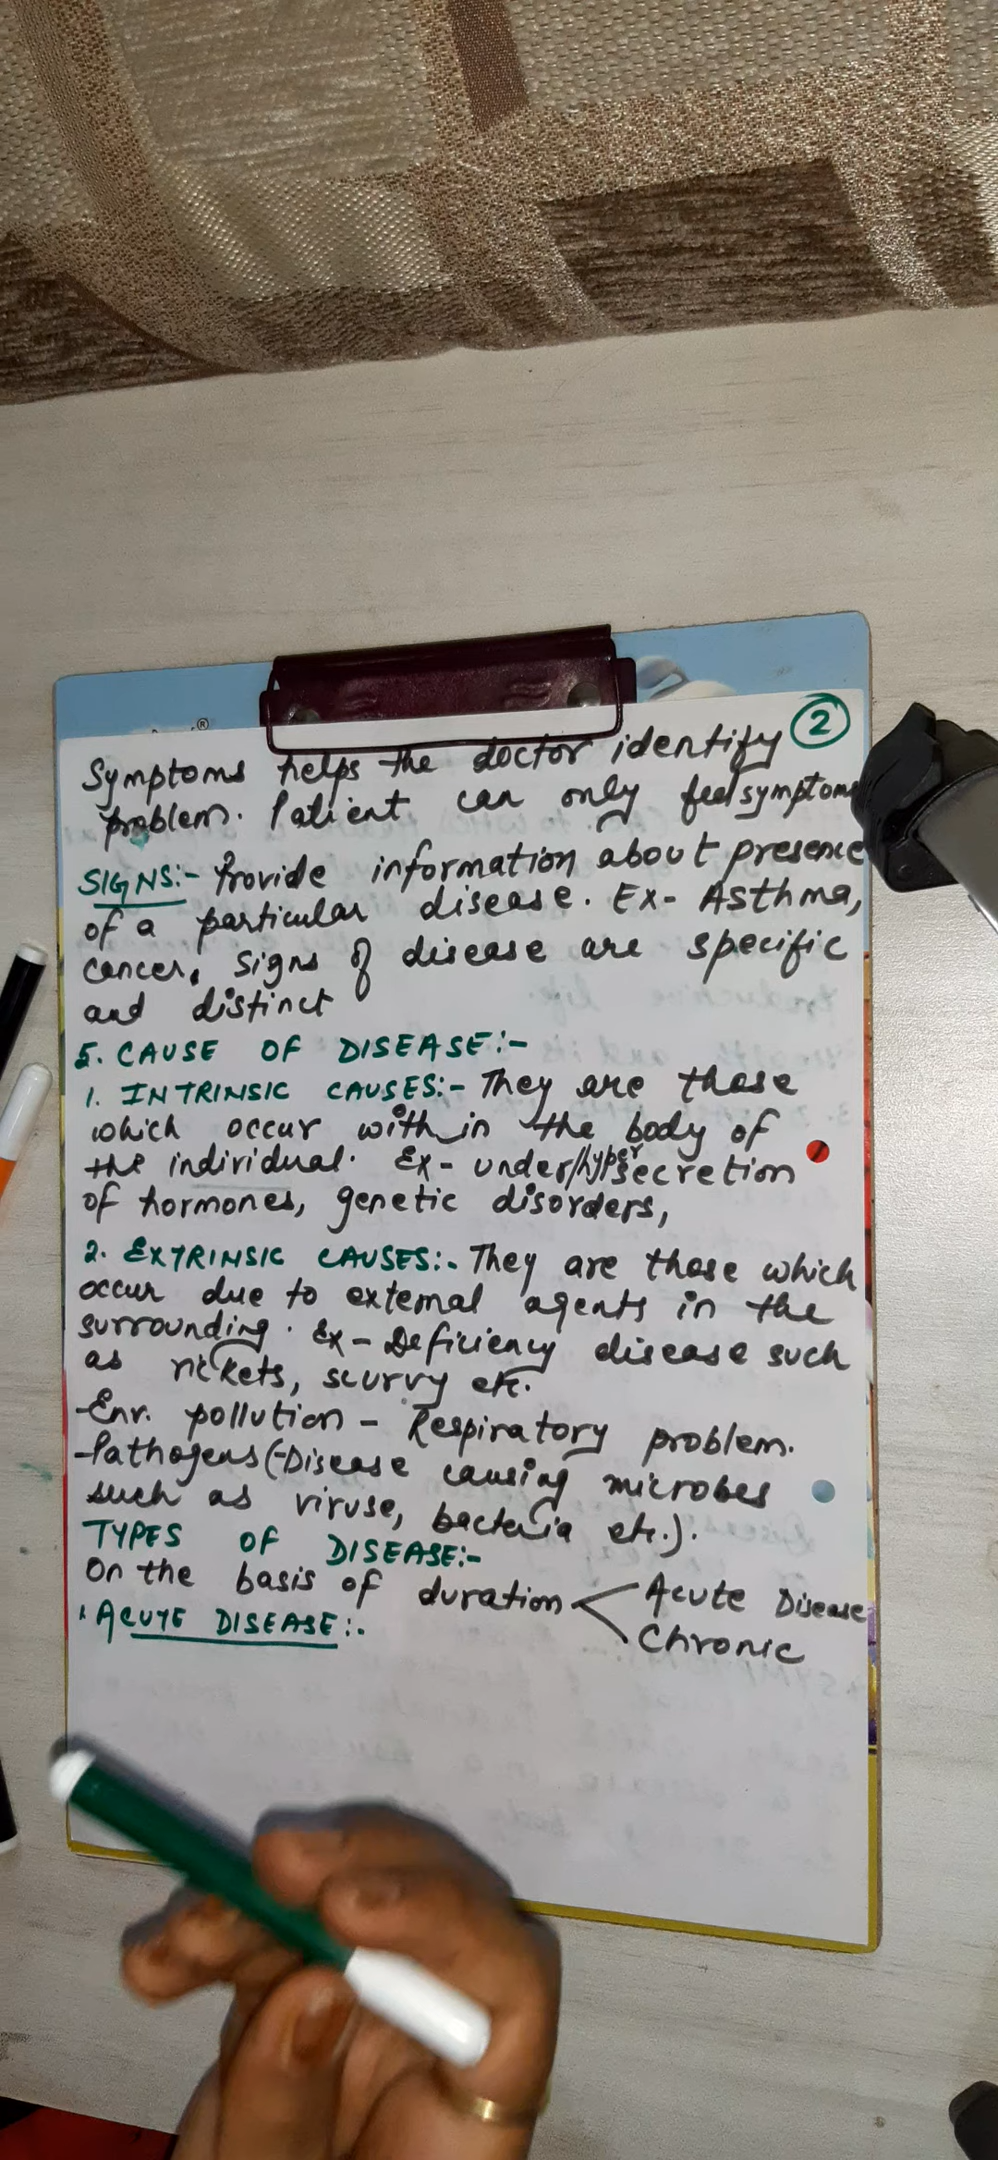 2
Symptoms helps the doctor identify
problem. Patient can only feel symptoms
SIGNS:- Provide information about presence
of a particular disease. Ex- Asthma,
cancer, signs of disease are specific
and distinct
5. CAUSE OF DISEASE:-
1. INTRINSIC CAUSES:- They are those
which occur within the body of
the individual. Ex- under/hyper secretion
of hormones, genetic disorders,
2. EXTRINSIC CAUSES:- They are those which
occur due to external agents in the
surrounding. Ex- Deficiency disease such
as rickets, scurvy etc.
-Env. pollution - Respiratory problem.
-Pathogens (-Disease causing microbes
such as viruse, bacteria etc.).
TYPES OF DISEASE:-
On the basis of duration < Acute Disease
Chronic
1. ACUTE DISEASE:-